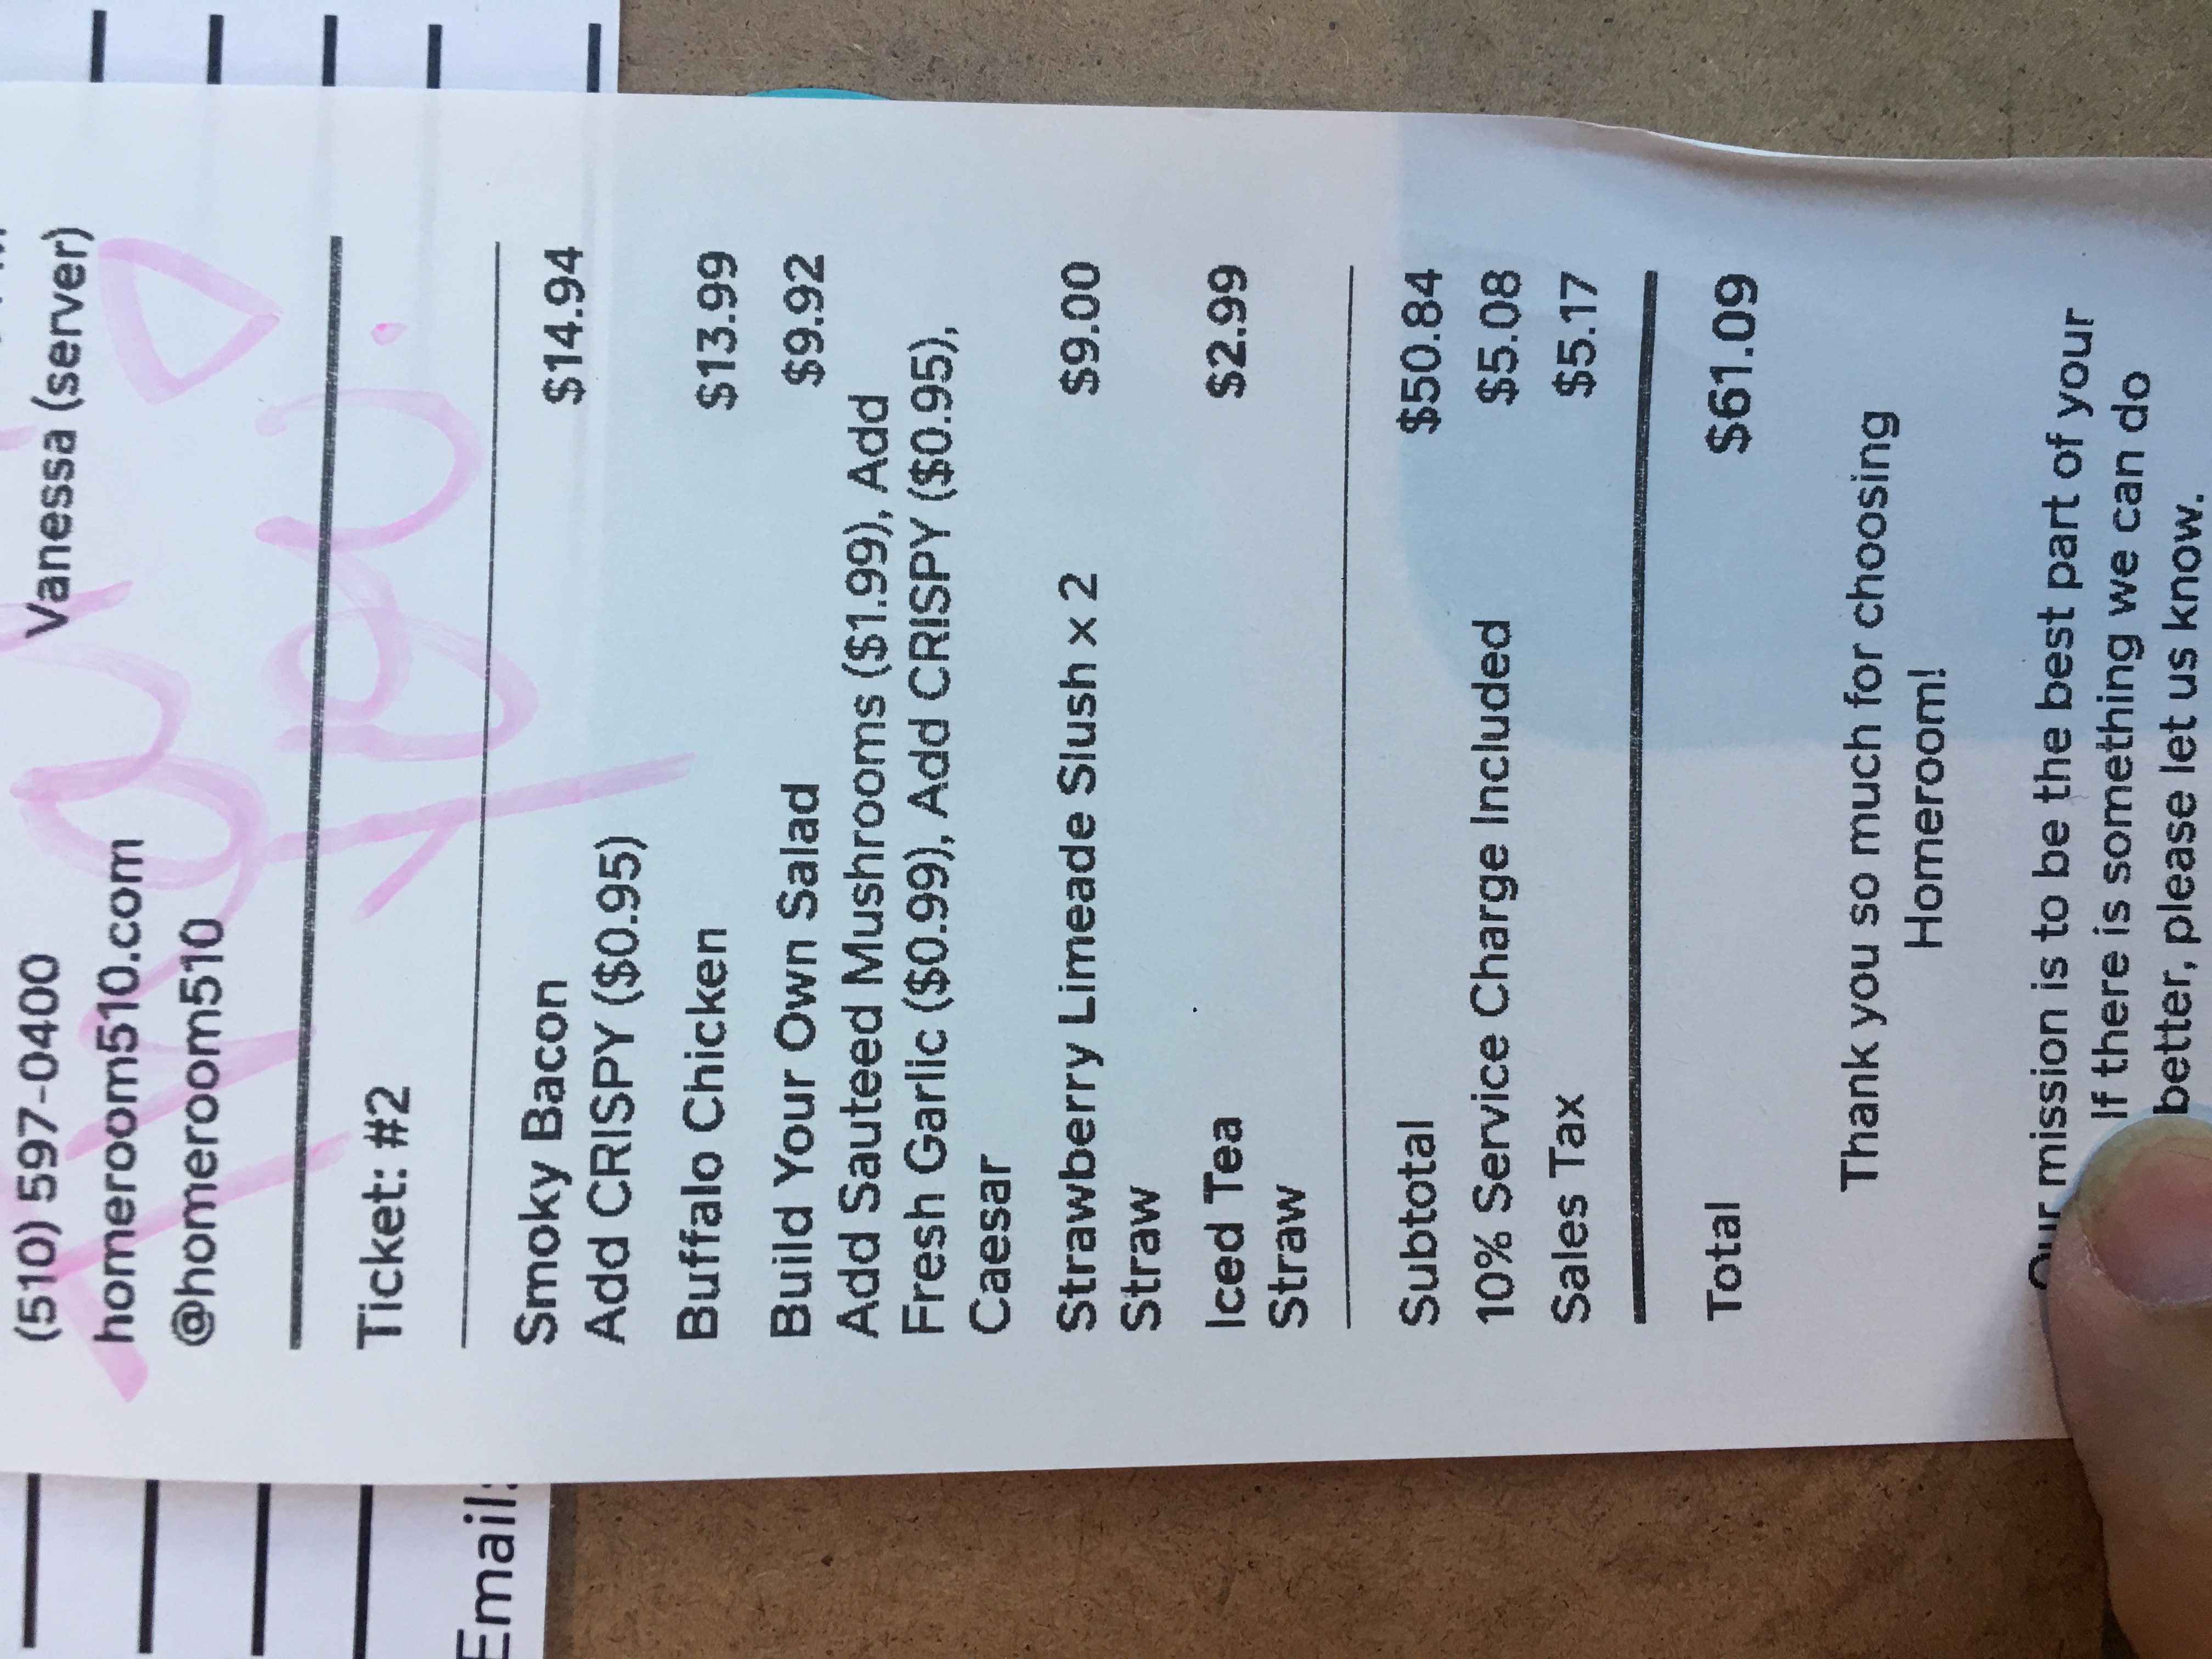 (510) 597-0400
Vanessa (server)
homeroom510.com
@homeroom510
Thank
You!
Ticket: #2
Email:
Smoky Bacon $14.94
Add CRISPY ($0.95)
Buffalo Chicken $13.99
Build Your Own Salad $9.92
Add Sauteed Mushrooms ($1.99), Add
Fresh Garlic ($0.99), Add CRISPY ($0.95),
Caesar
Strawberry Limeade Slush x 2 $9.00
Straw
Iced Tea $2.99
Straw
Subtotal $50.84
10% Service Charge Included $5.08
Sales Tax $5.17
Total $61.09
Thank you so much for choosing
Homeroom!
Our mission is to be the best part of your
If there is something we can do
better, please let us know.